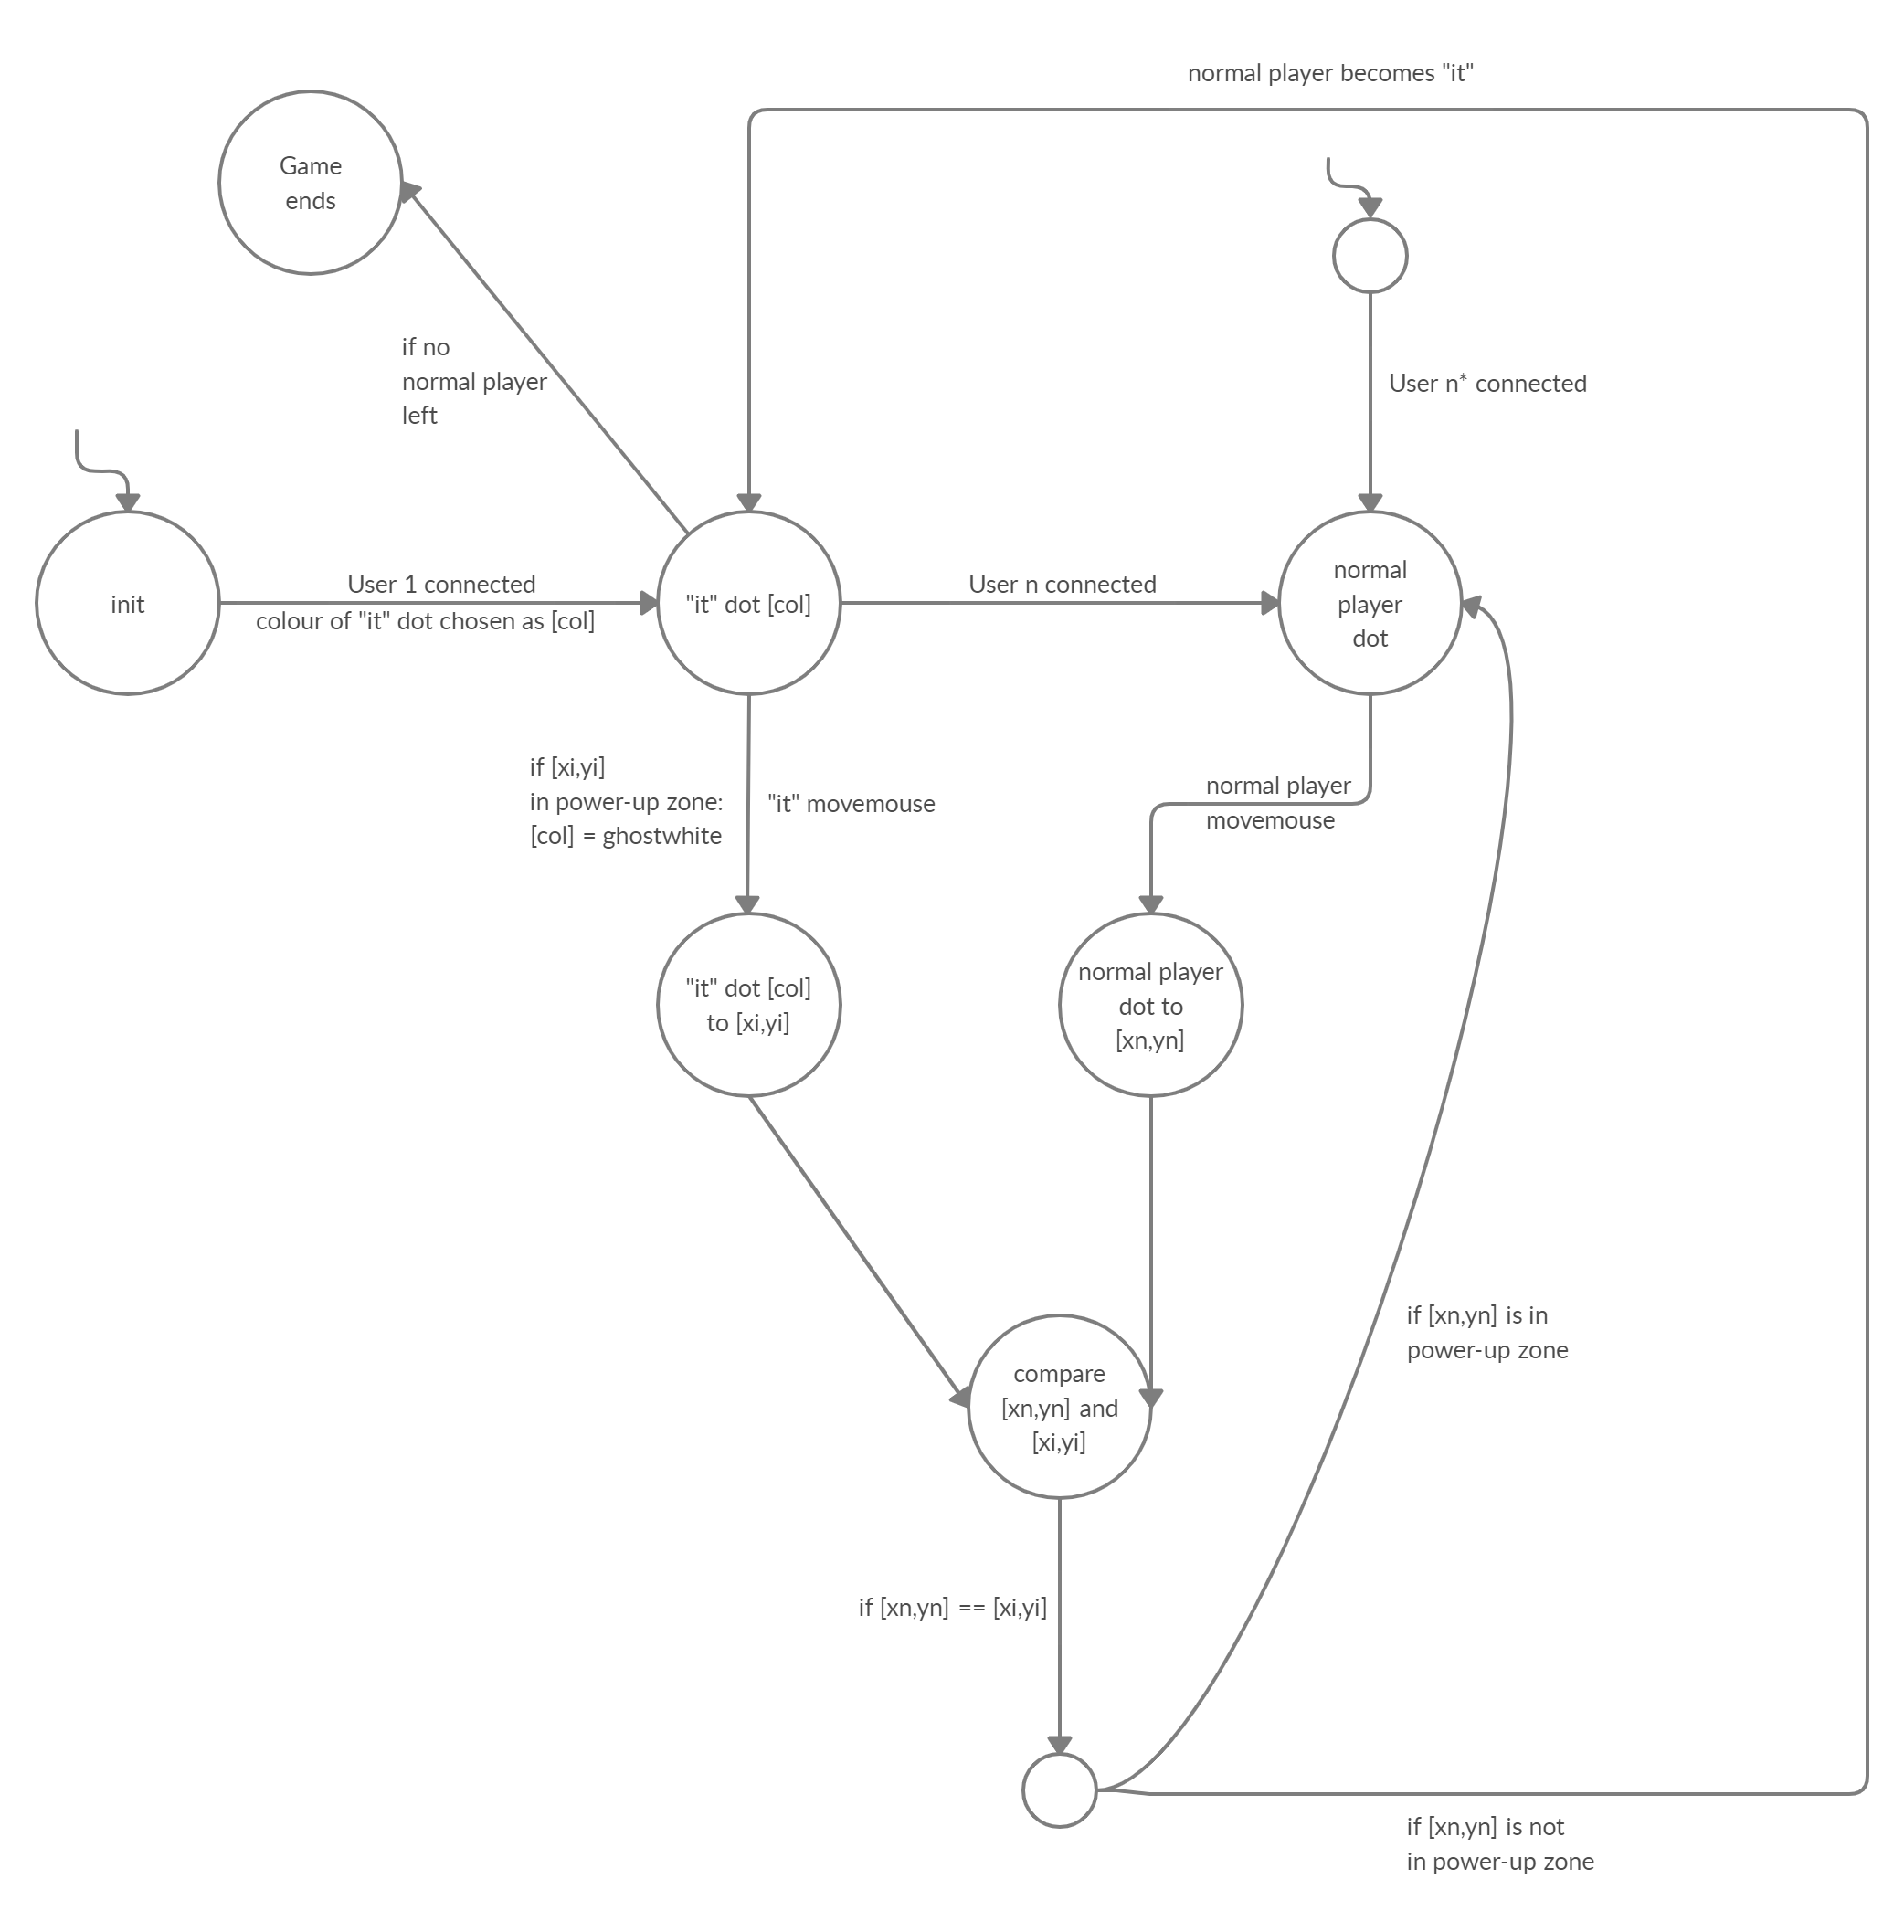 normal player becomes "it"
Game
ends
if no
normal player
left
User n* connected
init
User 1 connected
colour of "it" dot chosen as [col]
"it" dot [col]
User n connected
normal
player
dot
if [xi,yi]
in power-up zone:
[col] = ghostwhite
"it" movemouse
normal player
movemouse
"it" dot [col]
to [xi,yi]
normal player
dot to
[xn,yn]
if [xn,yn] is in
power-up zone
compare
[xn,yn] and
[xi,yi]
if [xn,yn] == [xi,yi]
if [xn,yn] is not
in power-up zone